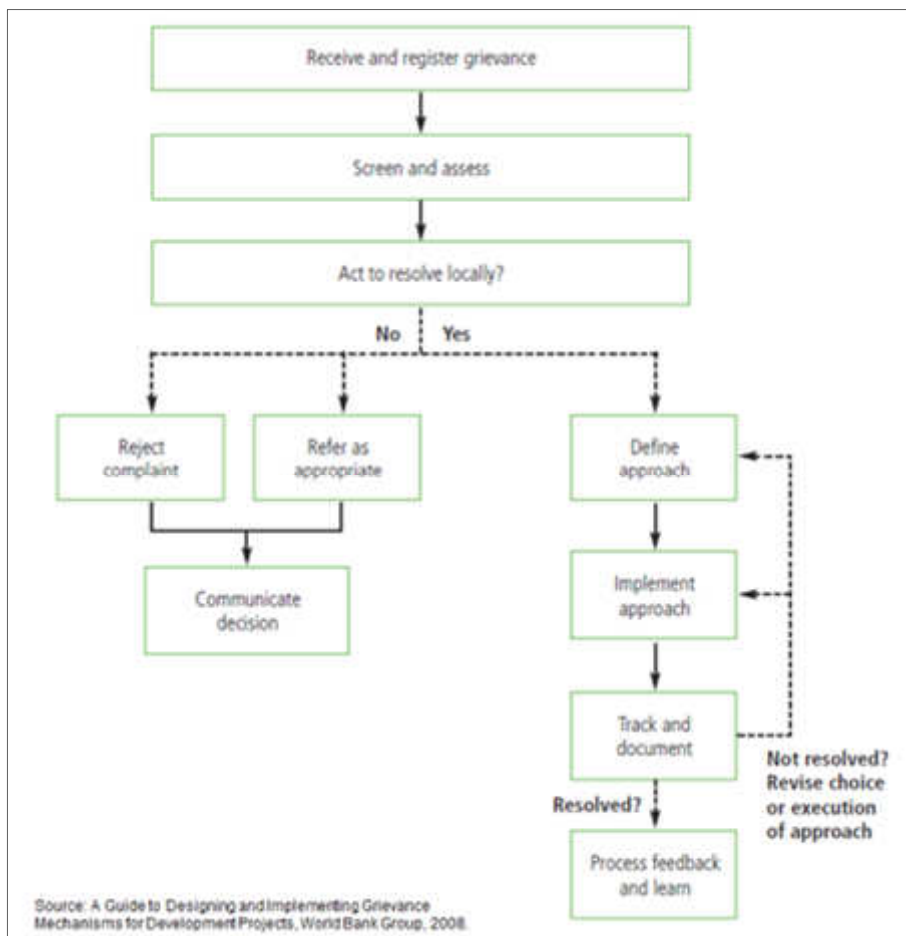 Receive and register grievance
Screen and assess
Act to resolve locally?
No Yes
Reject
complaint
Refer as
appropriate
Define
approach
Communicate
decision
Implement
approach
Track and
document
Not resolved?
Revise choice
or execution
of approach
Resolved?
Process feedback
and learn
Source: A Guide to Designing and Implementing Grievance
Mechanisms for Development Projects, World Bank Group, 2008.